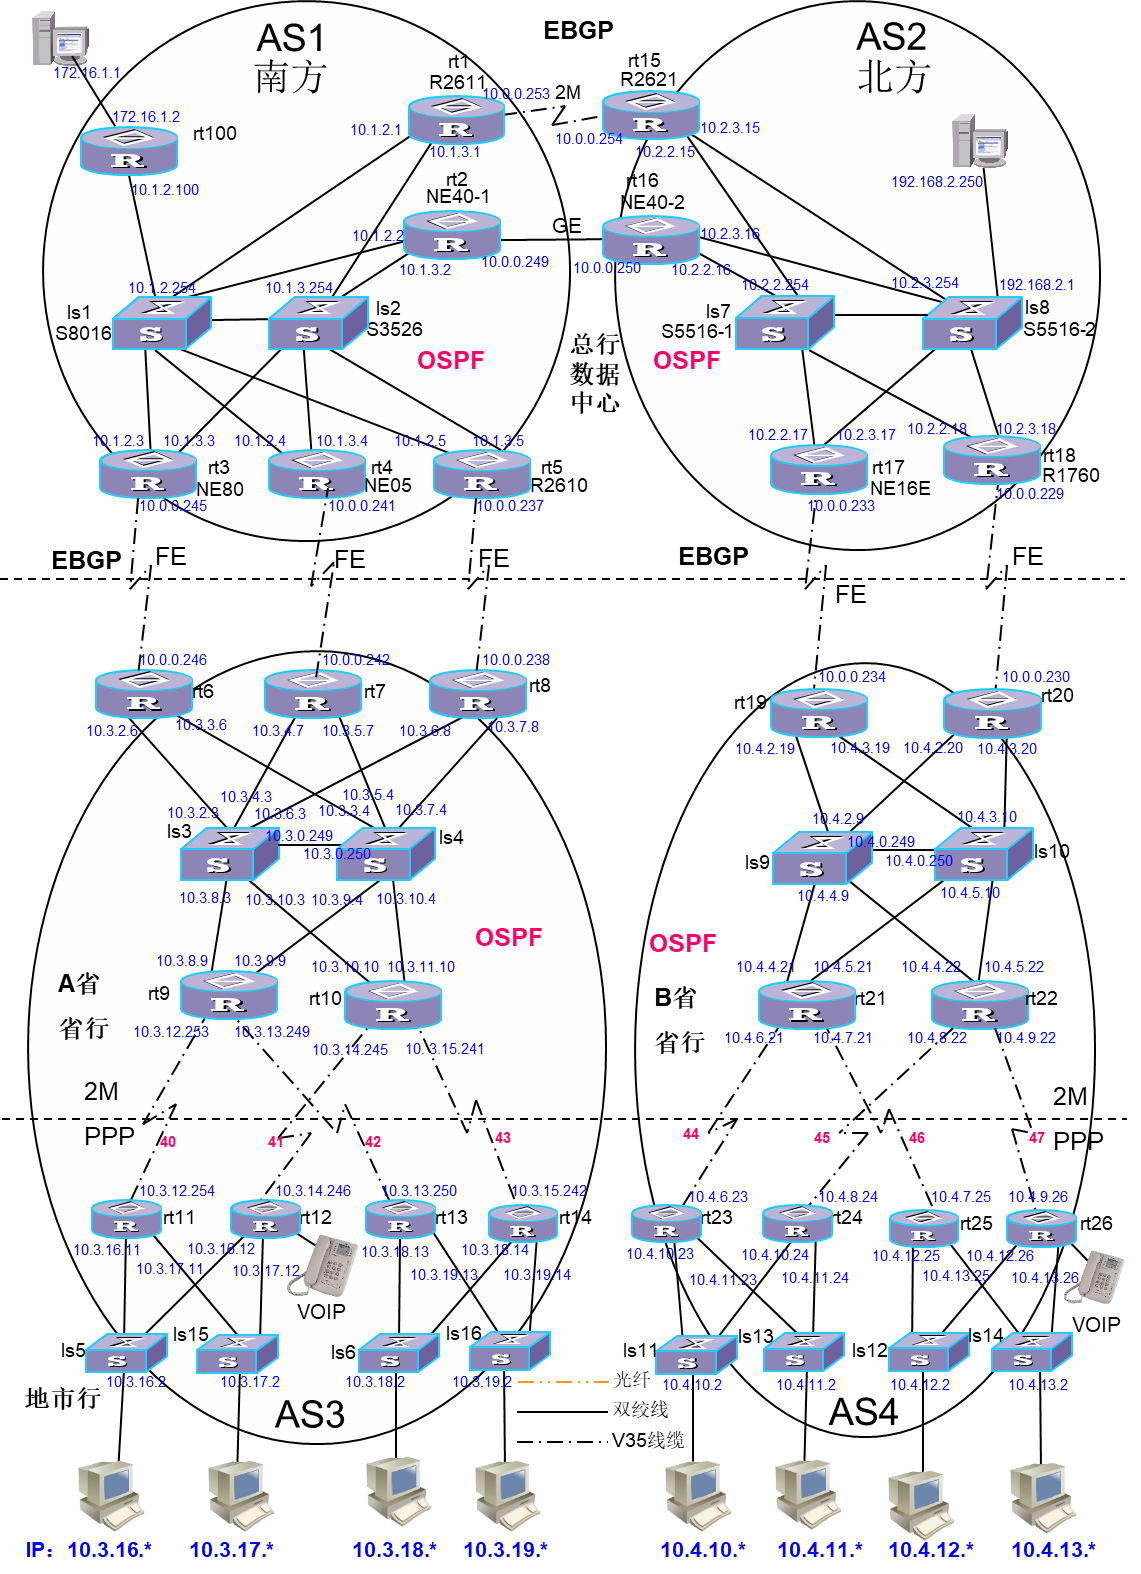 AS1
南方
EBGP
AS2
北方
172.16.1.1
rt1
R2611
10.0.0.253
2M
rt15
R2621
172.16.1.2
rt100
10.1.2.1
10.1.3.1
10.0.0.254
10.2.3.15
10.2.2.15
10.1.2.100
rt2
NE40-1
rt16
NE40-2
192.168.2.250
10.1.2.2
GE
10.2.3.16
10.1.3.2
10.0.0.249
10.0.0.250
10.2.2.16
10.1.2.254
10.1.3.254
10.2.2.254
10.2.3.254
192.168.2.1
ls1
S8016
ls2
S3526
ls7
S5516-1
ls8
S5516-2
OSPF
总行
数据
中心
OSPF
10.1.2.3
10.1.3.3
10.1.2.4
10.1.3.4
10.1.2.5
10.1.3.5
10.2.2.17
10.2.3.17
10.2.2.18
10.2.3.18
rt3
NE80
rt4
NE05
rt5
R2610
rt17
NE16E
rt18
R1760
10.0.0.245
10.0.0.241
10.0.0.237
10.0.0.233
10.0.0.229
EBGP
FE
FE
FE
EBGP
FE
FE
10.0.0.246
10.0.0.242
10.0.0.238
10.0.0.234
10.0.0.230
rt6
rt7
rt8
rt19
rt20
10.3.2.6
10.3.3.6
10.3.4.7
10.3.5.7
10.3.6.8
10.3.7.8
10.4.2.19
10.4.3.19
10.4.2.20
10.4.3.20
10.3.2.3
10.3.4.3
10.3.6.3
10.3.5.4
10.3.3.4
10.3.7.4
10.4.2.9
10.4.3.10
ls3
10.3.0.249
10.3.0.250
ls4
ls9
10.4.0.249
10.4.0.250
ls10
10.3.8.3
10.3.10.3
10.3.9.4
10.3.10.4
10.4.4.9
10.4.5.10
OSPF
OSPF
10.3.8.9
10.3.9.9
10.3.10.10
10.3.11.10
10.4.4.21
10.4.5.21
10.4.4.22
10.4.5.22
A省
省行
rt9
rt10
B省
省行
rt21
rt22
10.3.12.253
10.3.13.249
10.3.14.245
10.3.15.241
10.4.6.21
10.4.7.21
10.4.8.22
10.4.9.22
2M
PPP
2M
PPP
40
41
42
43
44
45
46
47
10.3.12.254
10.3.14.246
10.3.13.250
10.3.15.242
10.4.6.23
10.4.8.24
10.4.7.25
10.4.9.26
rt11
rt12
rt13
rt14
rt23
rt24
rt25
rt26
10.3.16.11
10.3.17.11
10.3.16.12
10.3.17.12
10.3.18.13
10.3.19.13
10.3.18.14
10.3.19.14
10.4.10.23
10.4.11.23
10.4.10.24
10.4.11.24
10.4.12.25
10.4.13.25
10.4.12.26
10.4.13.26
VOIP
VOIP
ls5
ls15
ls6
ls16
ls11
ls13
ls12
ls14
10.3.16.2
10.3.17.2
10.3.18.2
10.3.19.2
10.4.10.2
10.4.11.2
10.4.12.2
10.4.13.2
地市行
AS3
AS4
光纤
双绞线
V35线缆
IP：10.3.16.*
10.3.17.*
10.3.18.*
10.3.19.*
10.4.10.*
10.4.11.*
10.4.12.*
10.4.13.*